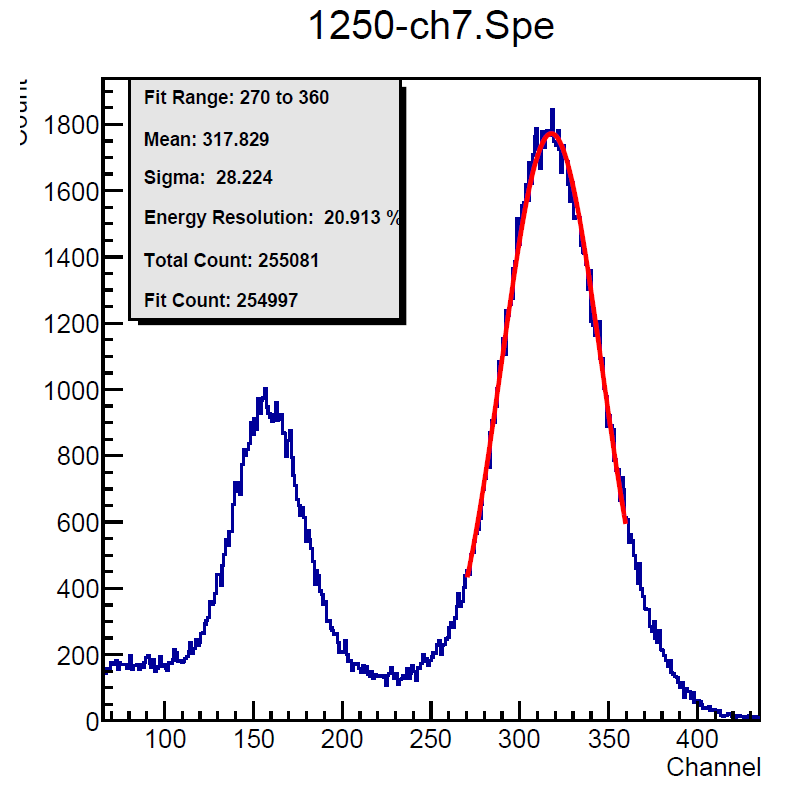 1250-ch7.Spe
Count
Fit Range: 270 to 360
Mean: 317.829
Sigma: 28.224
Energy Resolution: 20.913 %
Total Count: 255081
Fit Count: 254997
1800
1600
1400
1200
1000
800
600
400
200
0
100 150 200 250 300 350 400
Channel